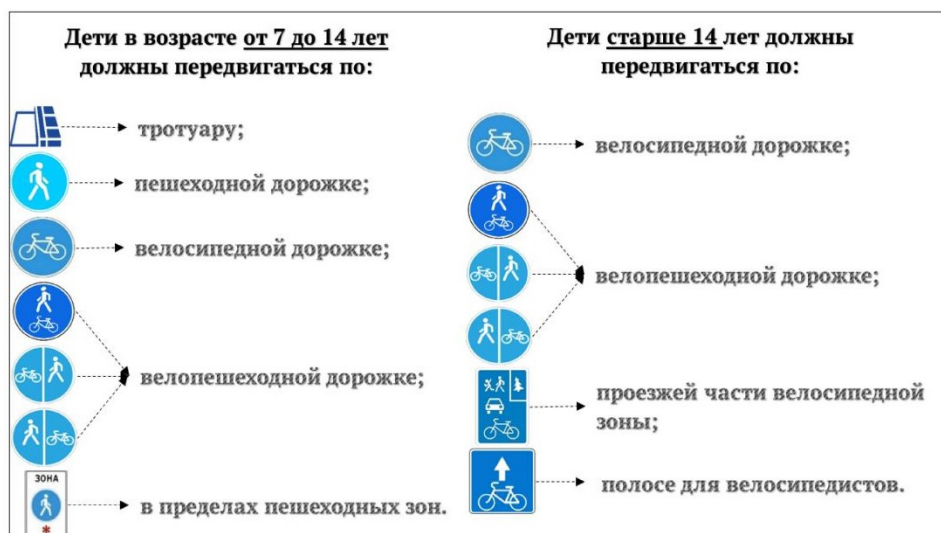 Дети в возрасте от 7 до 14 лет
должны передвигаться по:
тротуару;
пешеходной дорожке;
велосипедной дорожке;
велопешеходной дорожке;
ЗОНА
в пределах пешеходных зон.
Дети старше 14 лет должны
передвигаться по:
велосипедной дорожке;
велопешеходной дорожке;
проезжей части велосипедной
зоны;
полосе для велосипедистов.